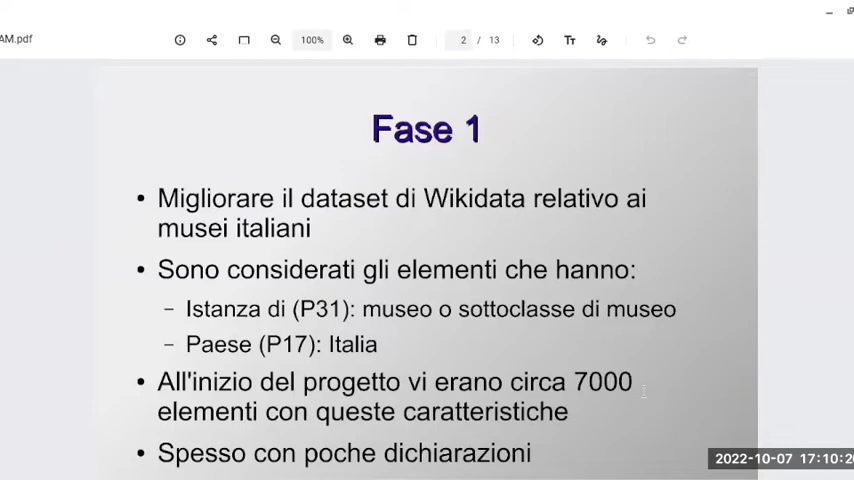 AM.pdf
100%
2 / 13
Fase 1
• Migliorare il dataset di Wikidata relativo ai
musei italiani
• Sono considerati gli elementi che hanno:
– Istanza di (P31): museo o sottoclasse di museo
– Paese (P17): Italia
• All'inizio del progetto vi erano circa 7000
elementi con queste caratteristiche
• Spesso con poche dichiarazioni
2022-10-07 17:10:20